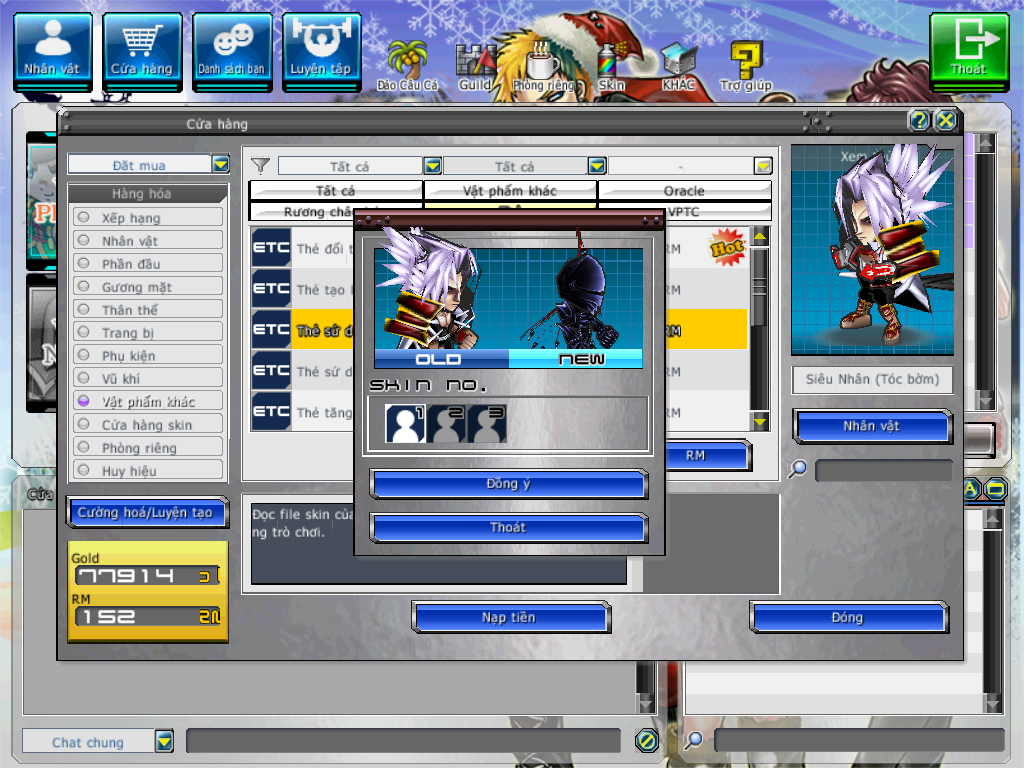 Nhân vật
Cửa hàng
Danh sách bạn
Luyện tập
Đảo Câu Cá
Guild
Phòng riêng
Skin
KHÁC
Trợ giúp
Thoát
Cửa hàng
Đặt mua
Hàng hóa
Xếp hạng
Nhân vật
Phần đầu
Gương mặt
Thân thể
Trang bị
Phụ kiện
Vũ khí
Vật phẩm khác
Cửa hàng skin
Phòng riêng
Huy hiệu
Cường hoá/Luyện tạo
Gold
77914
RM
152
Tất cả
Tất cả
-
Tất cả
Vật phẩm khác
Oracle
VPTC
ETC
Thẻ đổi
RM
Hot
ETC
Thẻ tạo
RM
ETC
Thẻ sử
RM
ETC
Thẻ sử
RM
ETC
Thẻ tăng
RM
OLD
NEW
SKIN NO.
1
2
3
Đồng ý
Thoát
RM
Đọc file skin của
ng trò chơi.
Xem
Siêu Nhân (Tóc bờm)
Nhân vật
Nạp tiền
Đóng
Chat chung
A